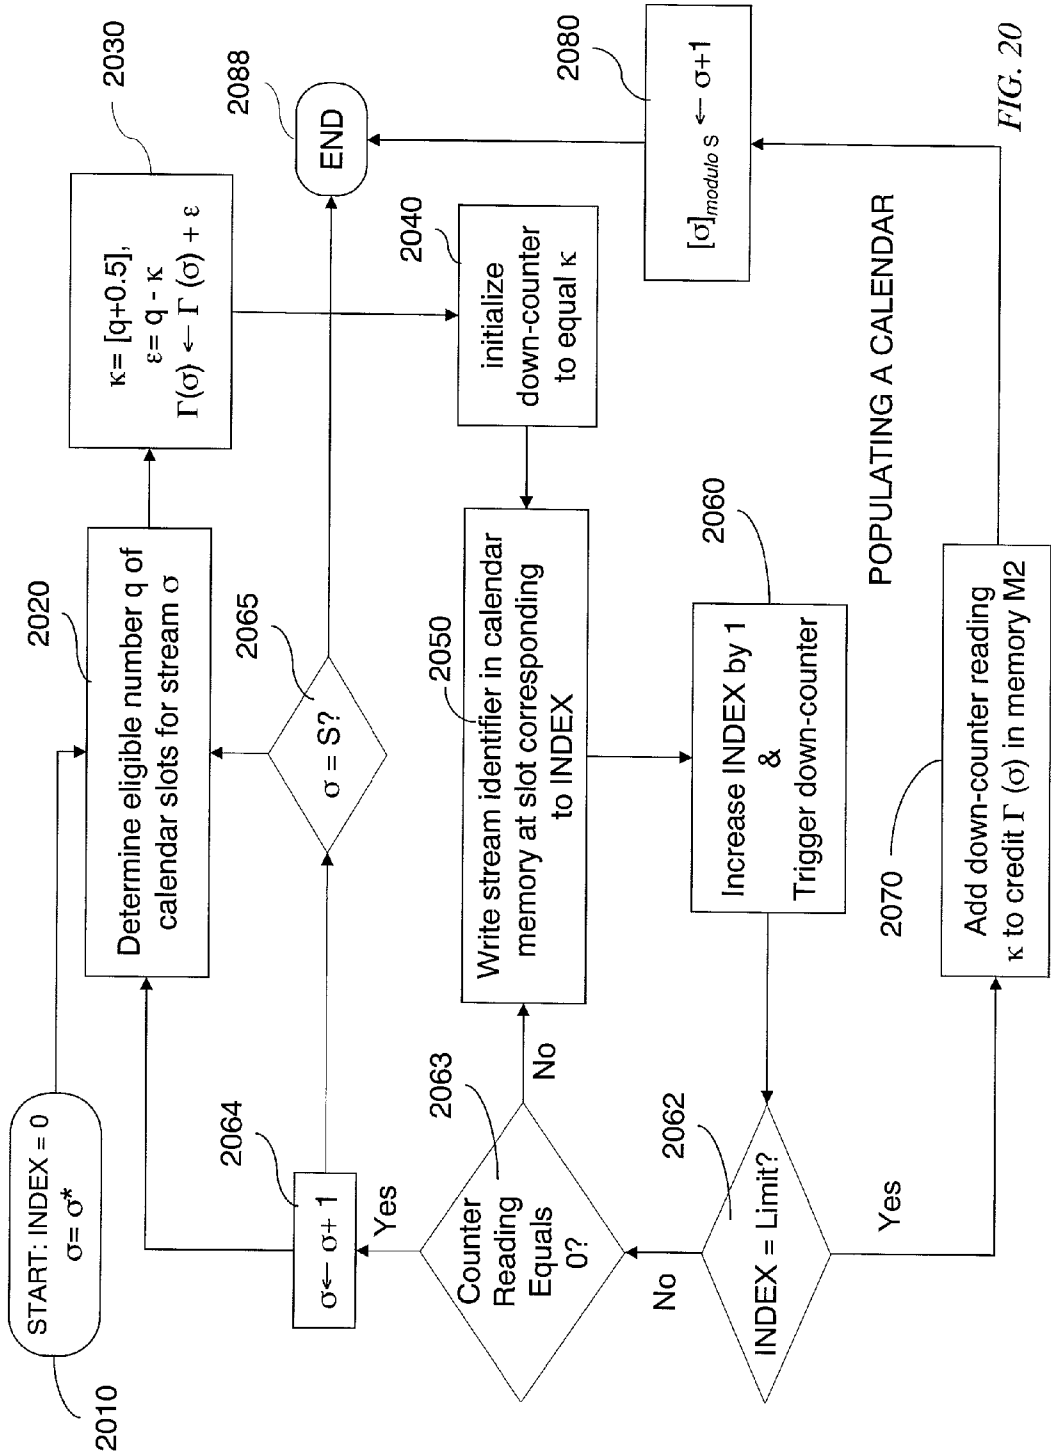 2010
START: INDEX = 0
σ= σ*
2020
Determine eligible number q of
calendar slots for stream σ
2030
κ= [q+0.5],
ε= q - κ
Γ(σ) ← Γ (σ) + ε
2064
σ← σ+ 1
2065
σ = S?
2088
END
2040
initialize
down-counter
to equal κ
2063
Counter
Reading
Equals
0?
Yes
No
2050
Write stream identifier in calendar
memory at slot corresponding
to INDEX
2060
Increase INDEX by 1
&
Trigger down-counter
2062
INDEX = Limit?
No
Yes
2070
Add down-counter reading
κ to credit Γ (σ) in memory M2
2080
[σ]modulo S ← σ+1
POPULATING A CALENDAR
FIG. 20